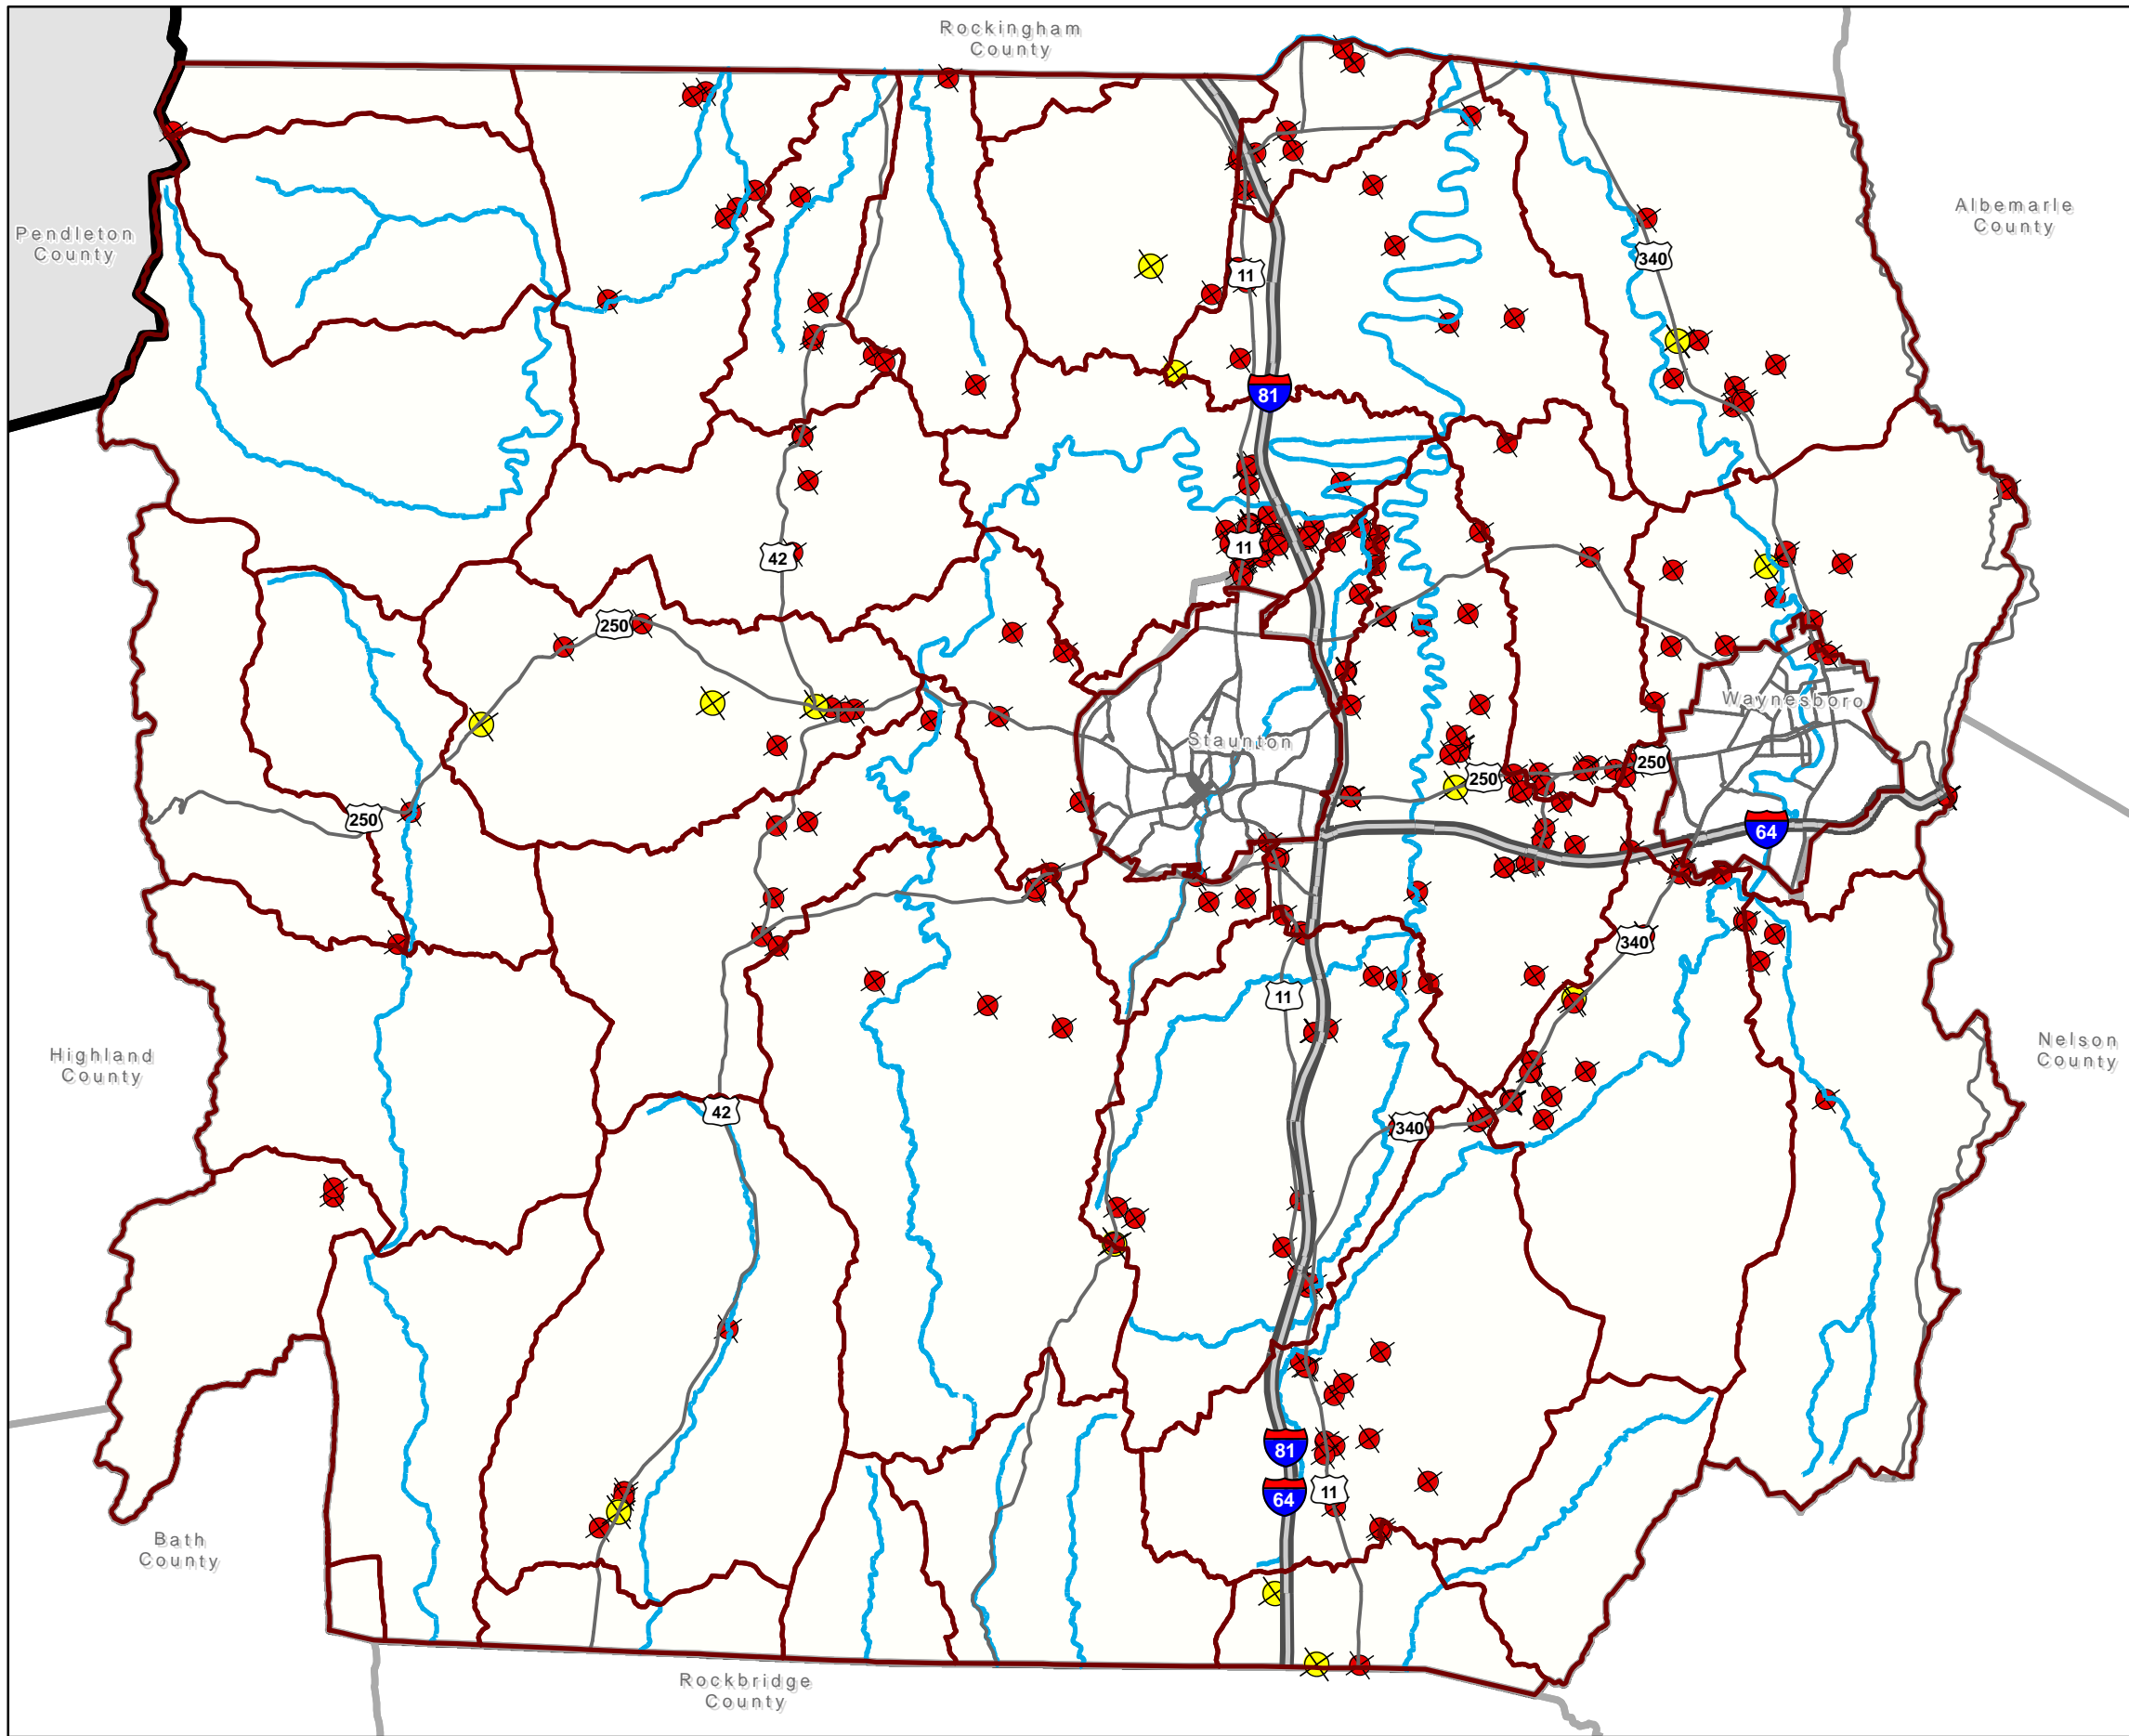 Rockingham
County
Albemarle
County
Pendleton
County
340
11
81
11
42
250
Waynesboro
Staunton
250
250
250
64
340
11
Highland
County
Nelson
County
42
340
81
64
11
Bath
County
Rockbridge
County